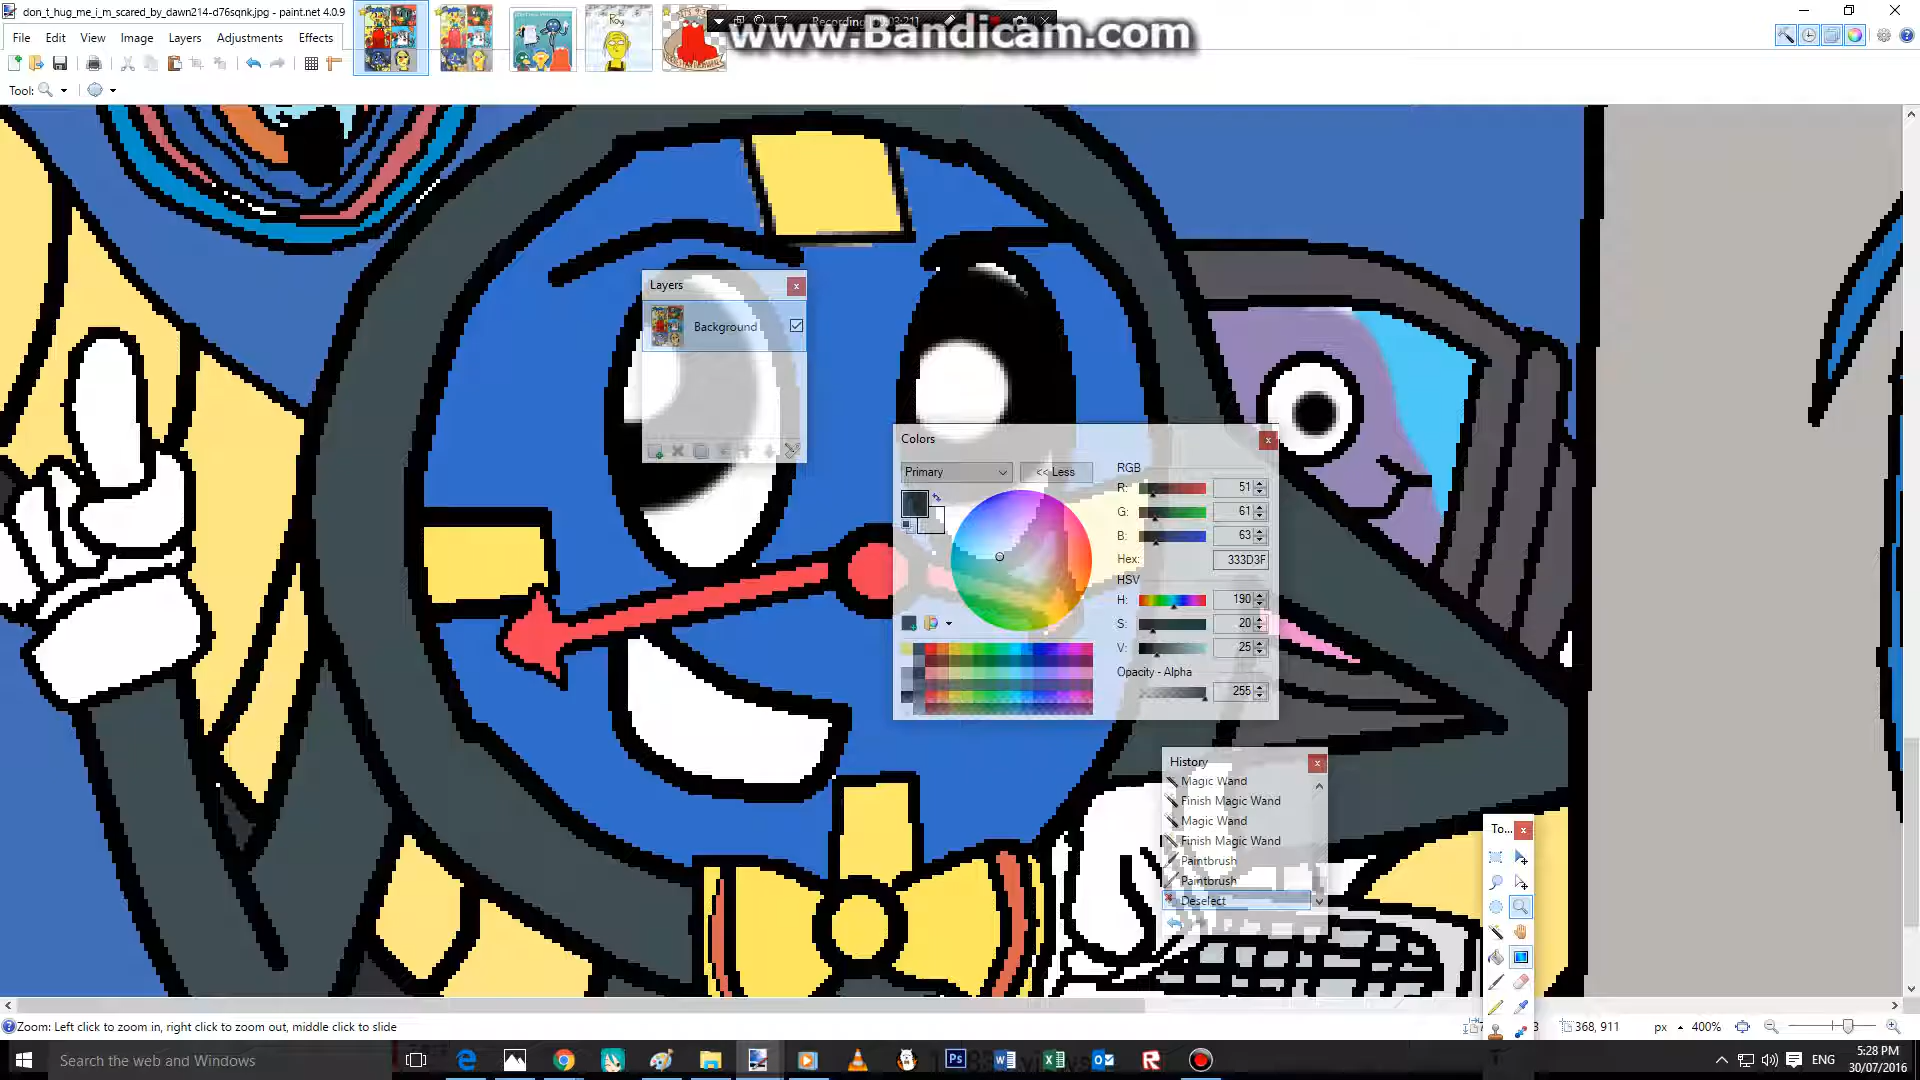 don_t_hug_me_i_m_scared_by_dawn214-d76sqnk.jpg - paint.net 4.0.9
www.Bandicam.com
File Edit View Image Layers Adjustments Effects
Roy
Tool:
Layers
Background
Colors
Primary
<< Less
RGB
R: 51
G: 61
B: 63
Hex: 333D3F
HSV
H: 190
S: 20
V: 25
Opacity - Alpha
255
History
Magic Wand
Finish Magic Wand
Magic Wand
Finish Magic Wand
Paintbrush
Paintbrush
Deselect
To...
Zoom: Left click to zoom in, right click to zoom out, middle click to slide
368, 911
px
400%
Search the web and Windows
Ps
ENG
5:28 PM
30/07/2016